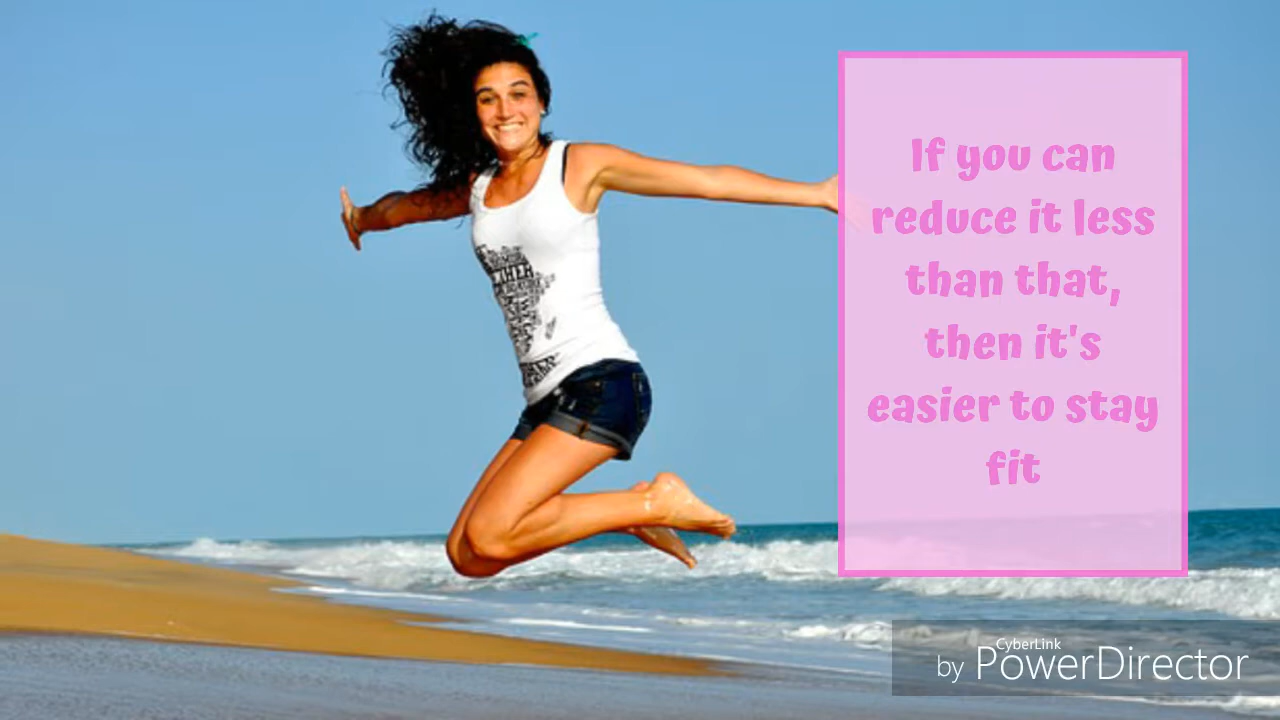 If you can
reduce it less
than that,
then it's
easier to stay
fit
CyberLink
by PowerDirector